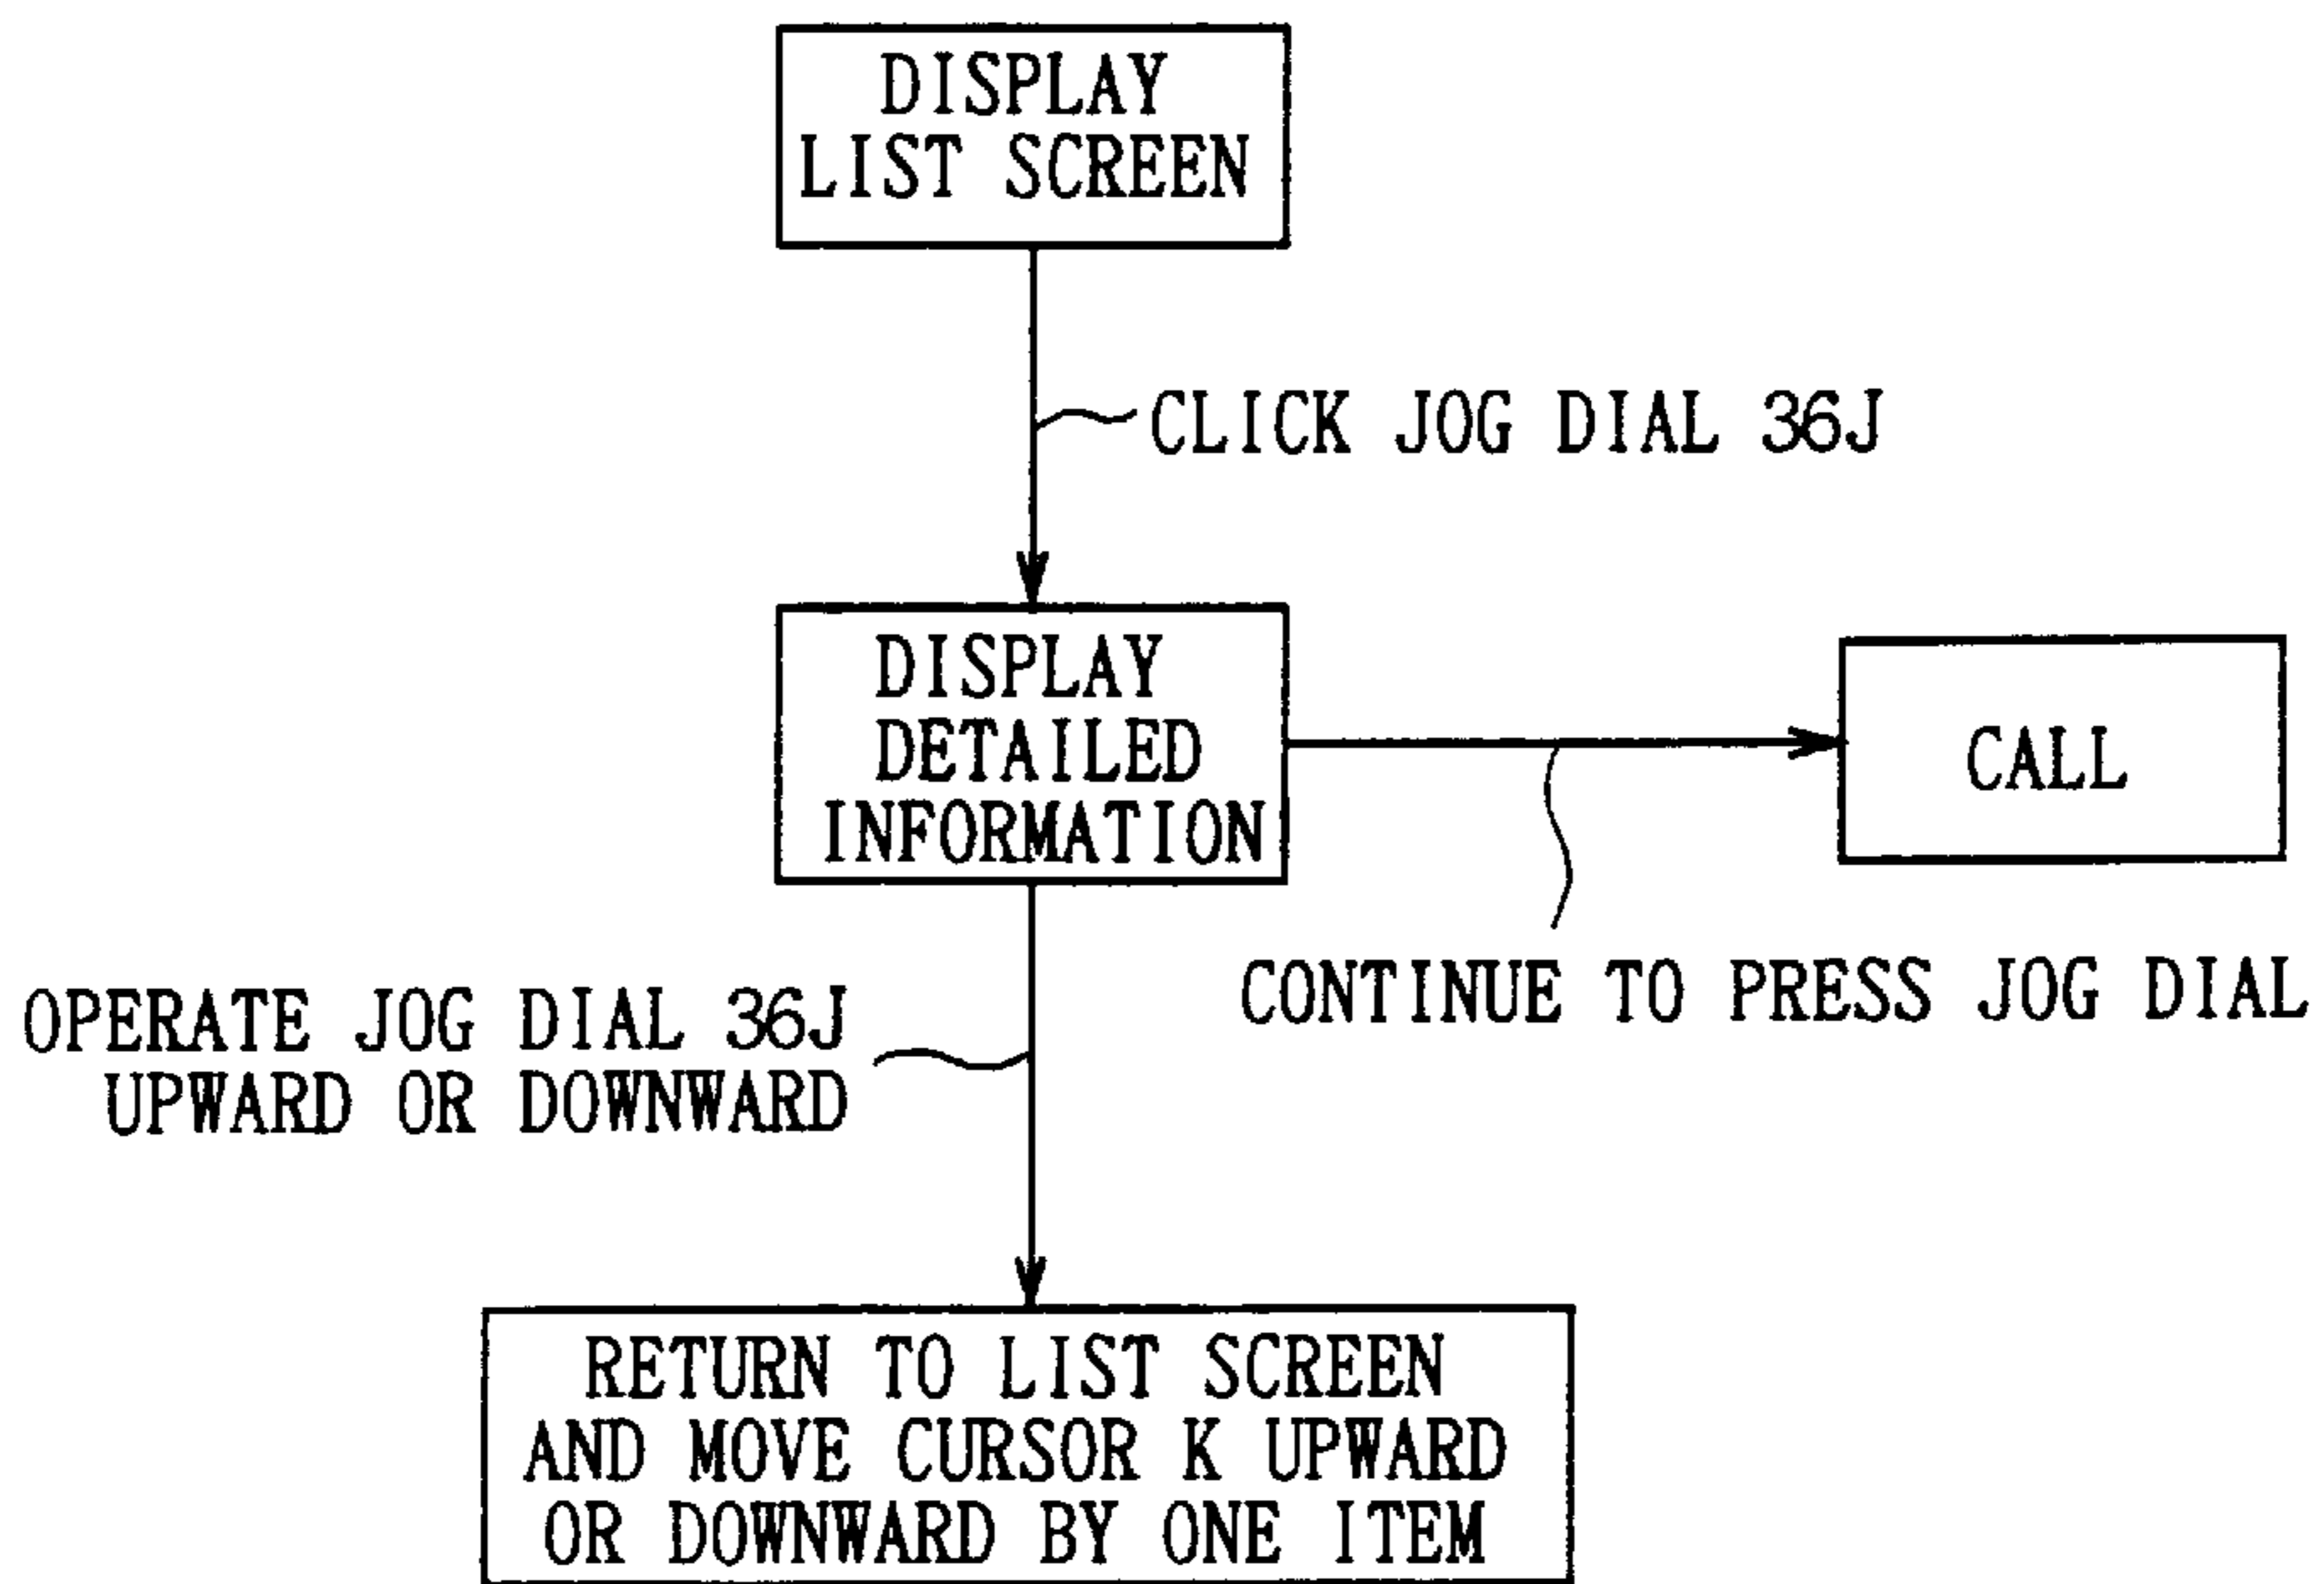 DISPLAY
LIST SCREEN
CLICK JOG DIAL 36J
DISPLAY
DETAILED
INFORMATION
CALL
CONTINUE TO PRESS JOG DIAL
OPERATE JOG DIAL 36J
UPWARD OR DOWNWARD
RETURN TO LIST SCREEN
AND MOVE CURSOR K UPWARD
OR DOWNWARD BY ONE ITEM